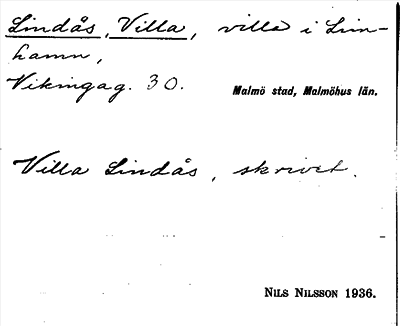 Lindås, Villa, villa i Lim-
hamn,
Vikingag. 30.
Malmö stad, Malmöhus län.
Villa Lindås, skrivet.
NILS NILSSON 1936.